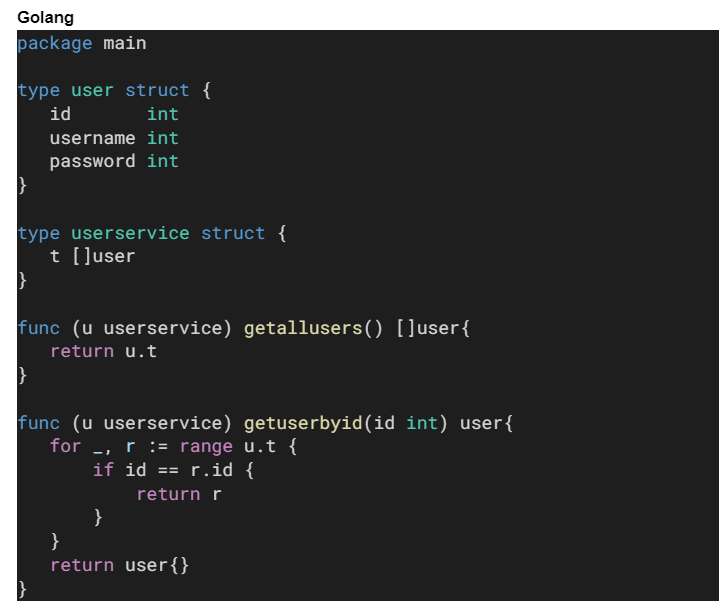 Golang
package main
type user struct {
id int
username int
password int
}
type userservice struct {
t []user
}
func (u userservice) getallusers() []user{
return u.t
}
func (u userservice) getuserbyid(id int) user{
for _, r := range u.t {
if id == r.id {
return r
}
}
return user{}
}